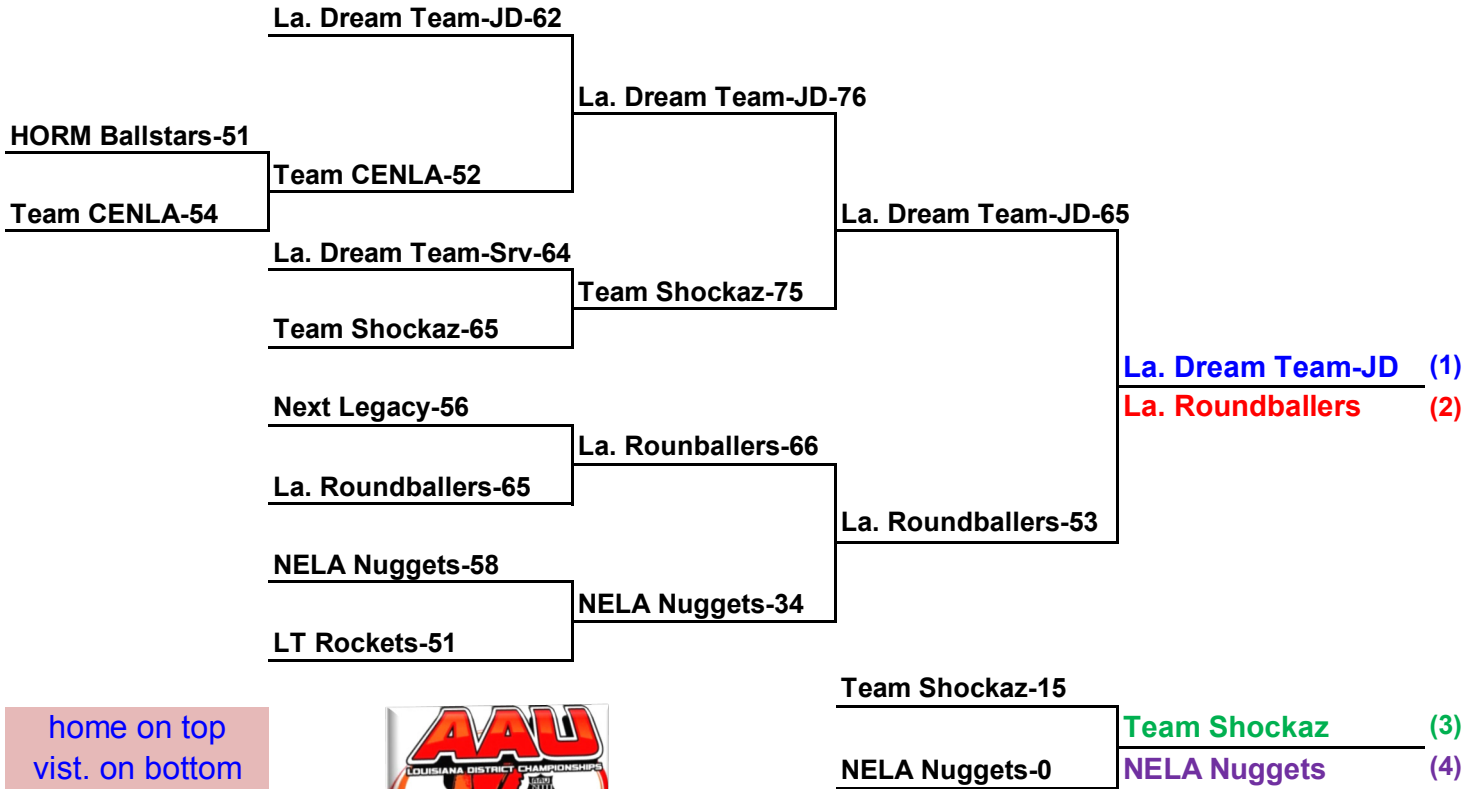 La. Dream Team-JD-62
La. Dream Team-JD-76
HORM Ballstars-51
Team CENLA-52
Team CENLA-54
La. Dream Team-JD-65
La. Dream Team-Srv-64
Team Shockaz-75
Team Shockaz-65
La. Dream Team-JD (1)
Next Legacy-56
La. Roundballers (2)
La. Rounballers-66
La. Roundballers-65
La. Roundballers-53
NELA Nuggets-58
NELA Nuggets-34
LT Rockets-51
Team Shockaz-15
home on top
vist. on bottom
AAU
LOUISIANA DISTRICT CHAMPIONSHIPS
Team Shockaz (3)
NELA Nuggets-0
NELA Nuggets (4)